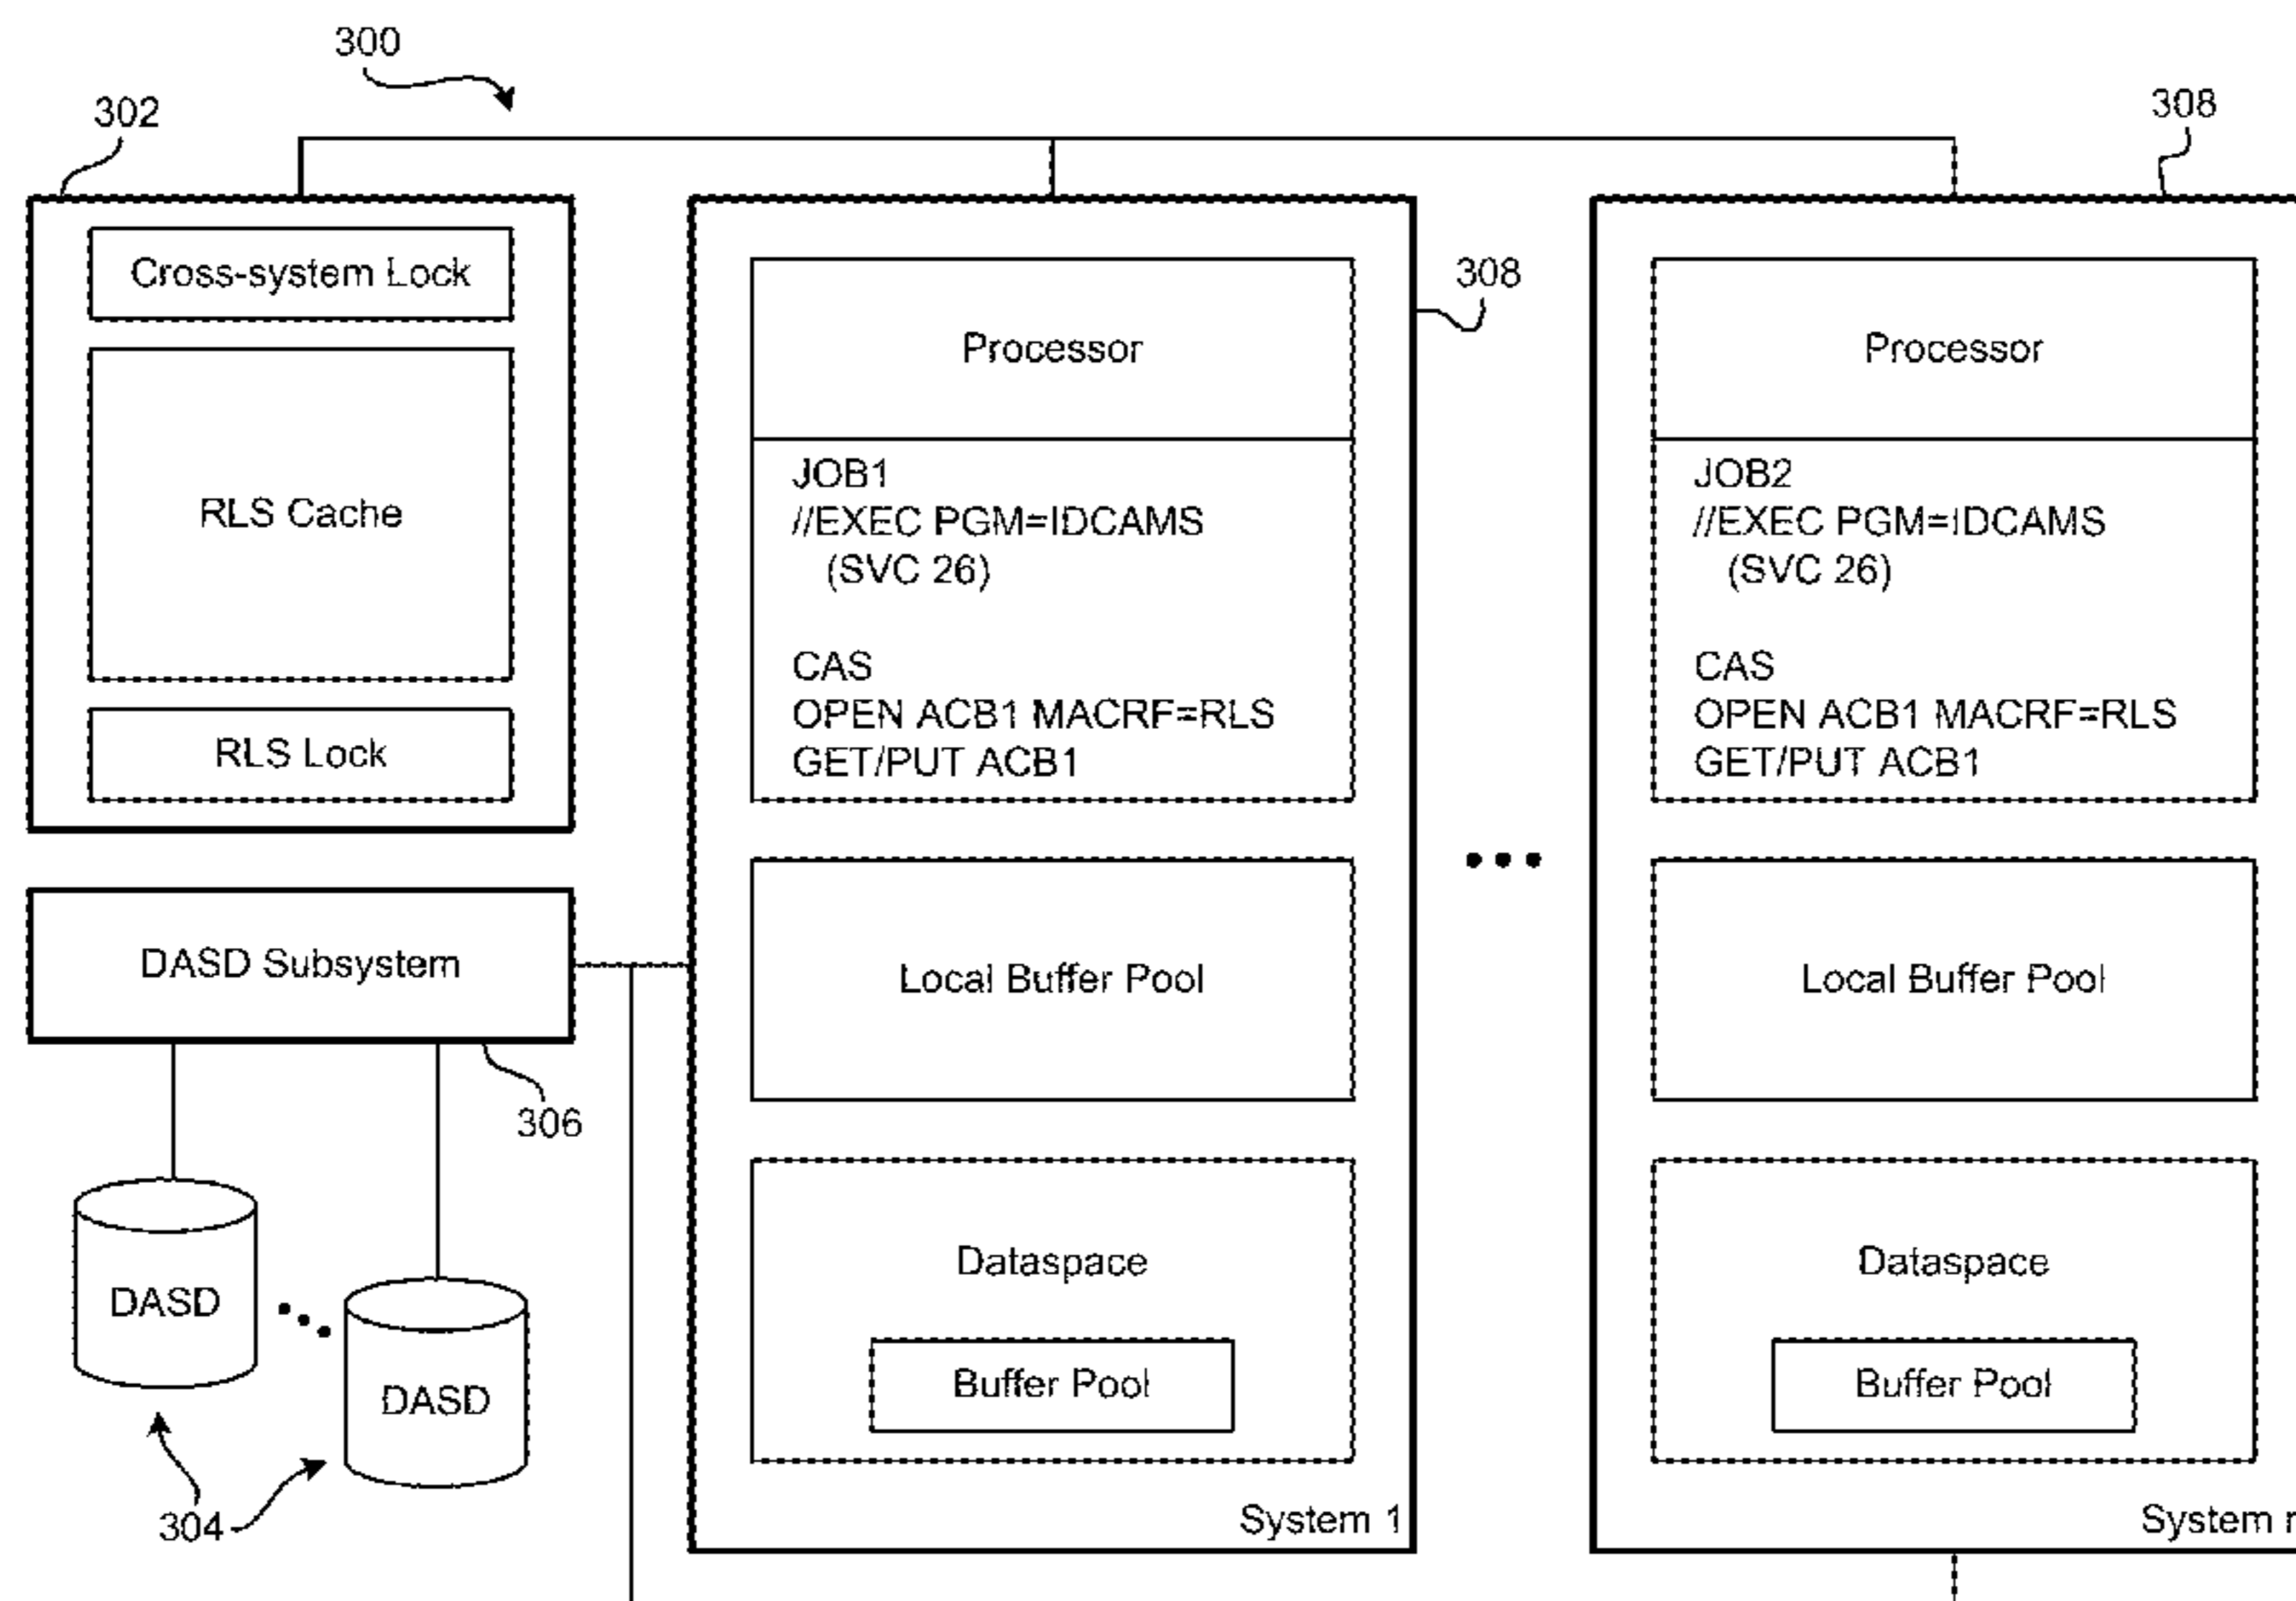 300
302
308
Cross-system Lock
RLS Cache
RLS Lock
DASD Subsystem
306
DASD
DASD
304
Processor
308
JOB1
//EXEC PGM=IDCAMS
(SVC 26)
CAS
OPEN ACB1 MACRF=RLS
GET/PUT ACB1
Local Buffer Pool
Dataspace
Buffer Pool
System 1
Processor
JOB2
//EXEC PGM=IDCAMS
(SVC 26)
CAS
OPEN ACB1 MACRF=RLS
GET/PUT ACB1
Local Buffer Pool
Dataspace
Buffer Pool
System